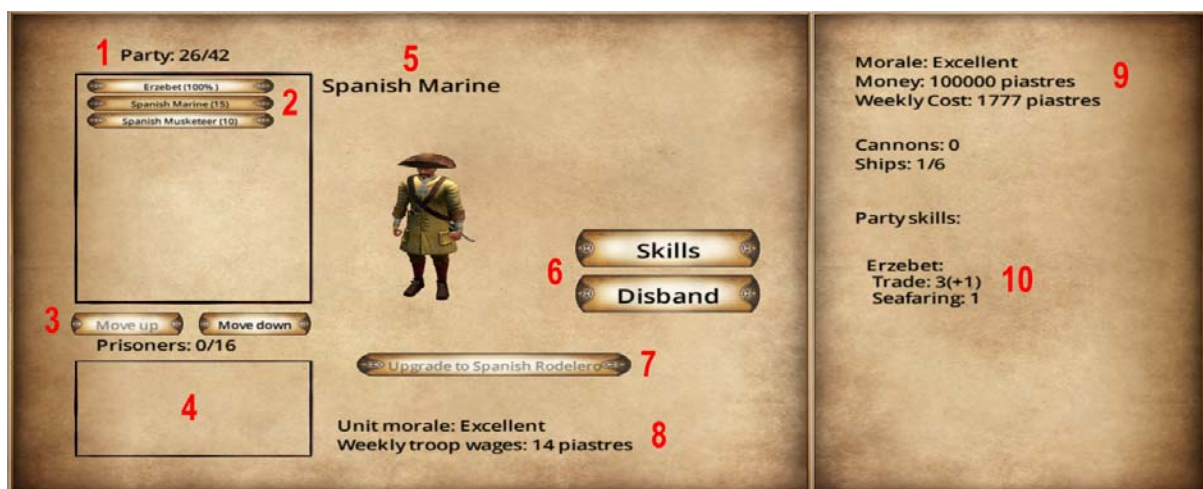 1 Party: 26/42
Erzebet (100% )
Spanish Marine (15)
Spanish Musketeer (10)
2
3 Move up Move down
Prisoners: 0/16
4
5
Spanish Marine
6 Skills
Disband
Upgrade to Spanish Rodelero 7
Unit morale: Excellent
Weekly troop wages: 14 piastres
8
Morale: Excellent
Money: 100000 piastres
Weekly Cost: 1777 piastres
9
Cannons: 0
Ships: 1/6
Party skills:
Erzebet:
Trade: 3(+1)
Seafaring: 1
10